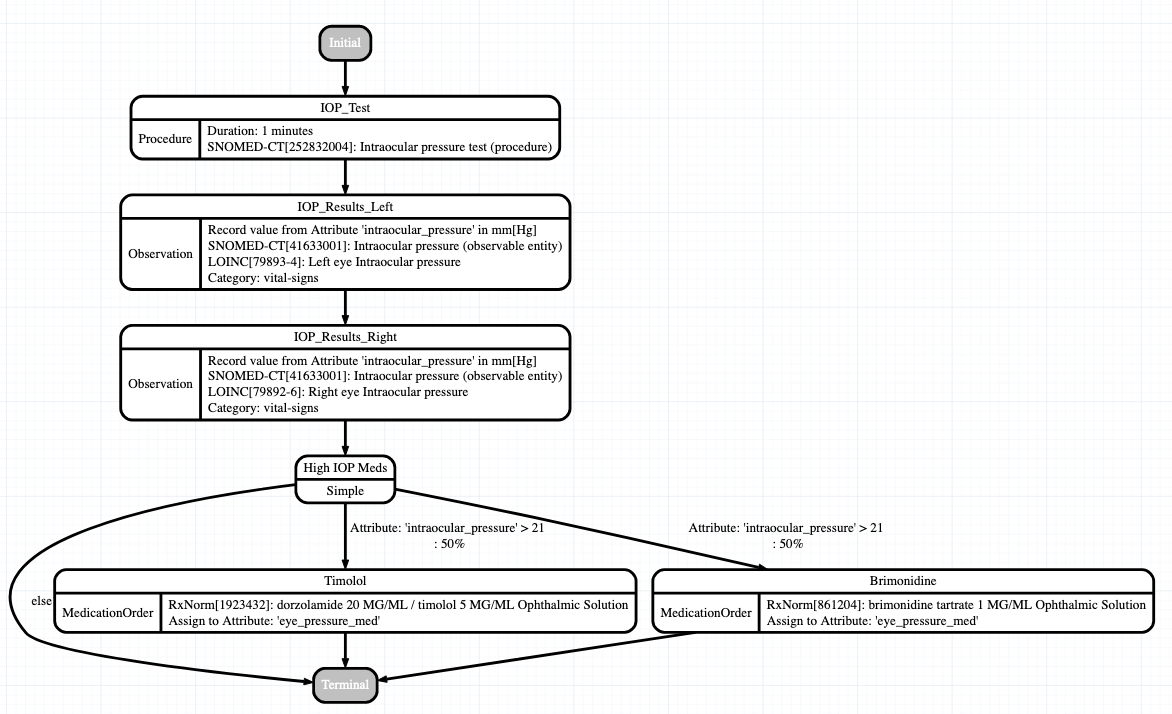 Initial
IOP_Test
Procedure
Duration: 1 minutes
SNOMED-CT[252832004]: Intraocular pressure test (procedure)
IOP_Results_Left
Observation
Record value from Attribute 'intraocular_pressure' in mm[Hg]
SNOMED-CT[41633001]: Intraocular pressure (observable entity)
LOINC[79893-4]: Left eye Intraocular pressure
Category: vital-signs
IOP_Results_Right
Observation
Record value from Attribute 'intraocular_pressure' in mm[Hg]
SNOMED-CT[41633001]: Intraocular pressure (observable entity)
LOINC[79892-6]: Right eye Intraocular pressure
Category: vital-signs
High IOP Meds
Simple
Attribute: 'intraocular_pressure' > 21
: 50%
Attribute: 'intraocular_pressure' > 21
: 50%
else
Timolol
MedicationOrder
RxNorm[1923432]: dorzolamide 20 MG/ML / timolol 5 MG/ML Ophthalmic Solution
Assign to Attribute: 'eye_pressure_med'
Brimonidine
MedicationOrder
RxNorm[861204]: brimonidine tartrate 1 MG/ML Ophthalmic Solution
Assign to Attribute: 'eye_pressure_med'
Terminal